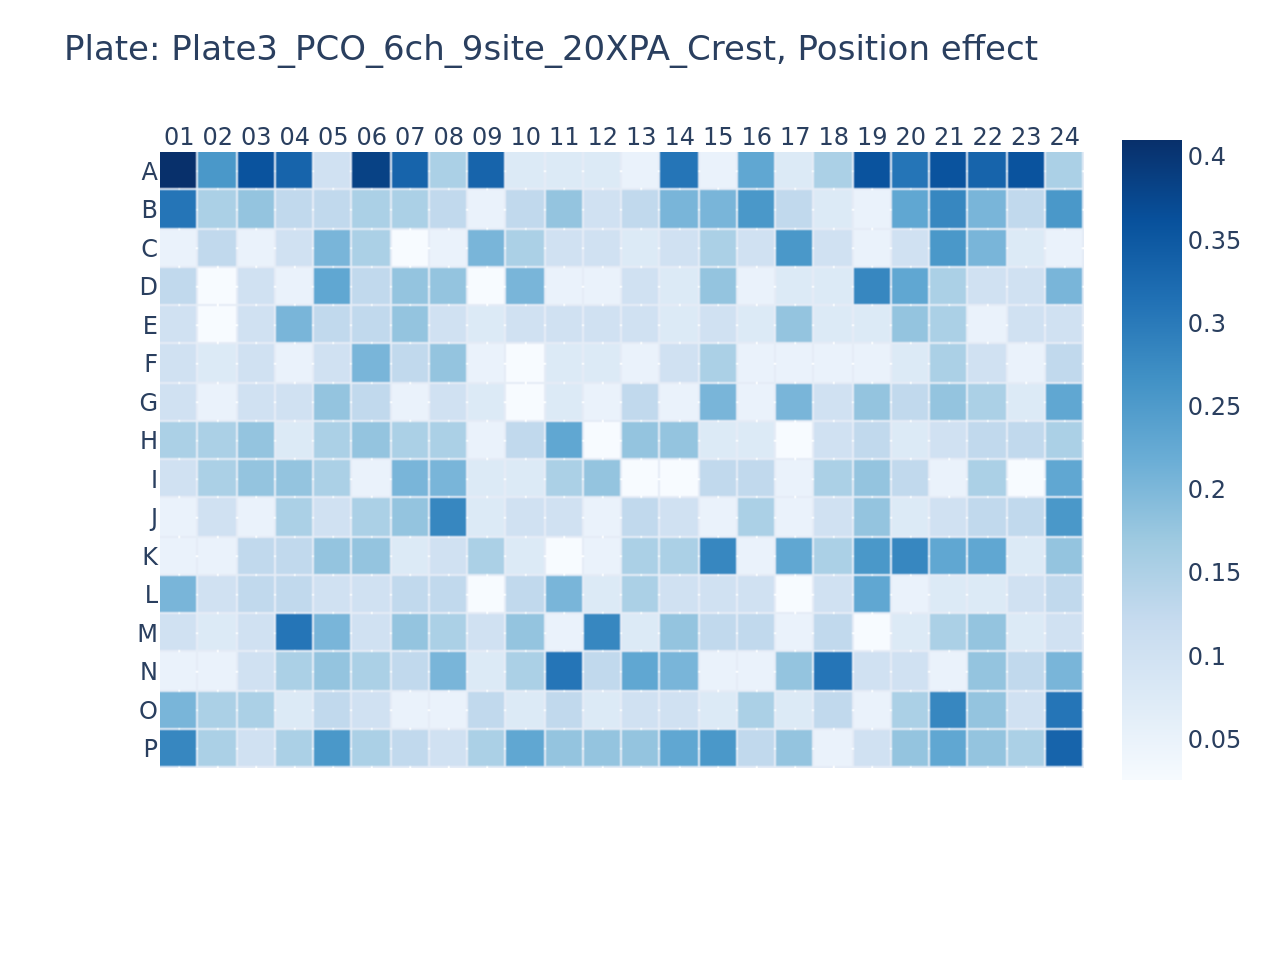 Plate: Plate3_PCO_6ch_9site_20XPA_Crest, Position effect
01 02 03 04 05 06 07 08 09 10 11 12 13 14 15 16 17 18 19 20 21 22 23 24
A
B
C
D
E
F
G
H
I
J
K
L
M
N
O
P
0.4
0.35
0.3
0.25
0.2
0.15
0.1
0.05